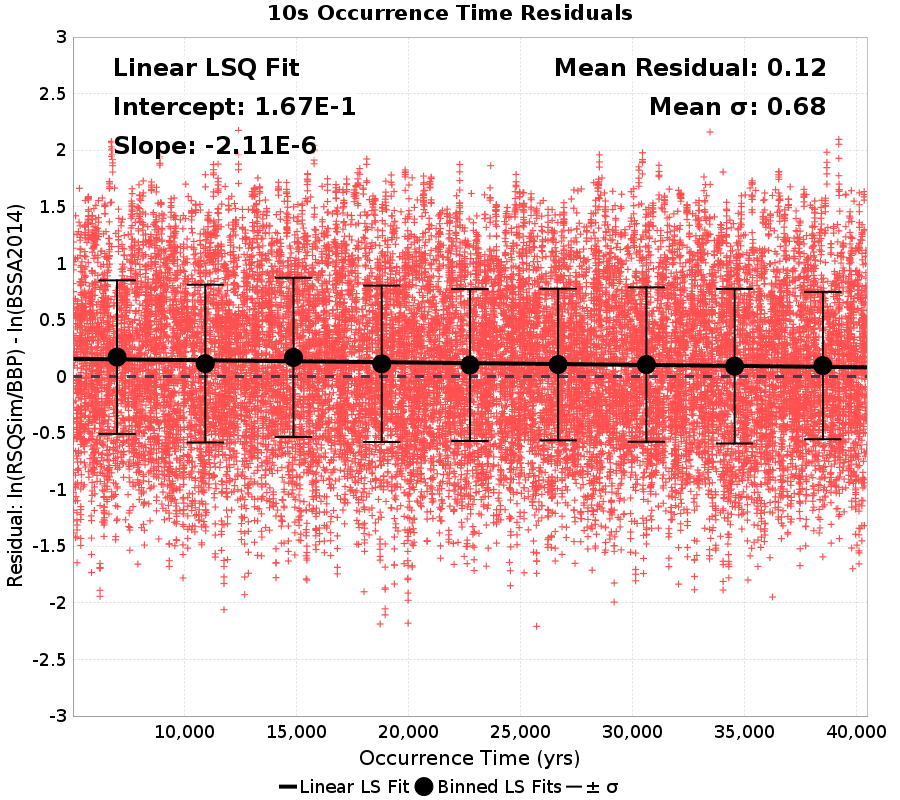 10s Occurrence Time Residuals
Linear LSQ Fit
Intercept: 1.67E-1
Slope: -2.11E-6
Mean Residual: 0.12
Mean σ: 0.68
Residual: ln(RSQSim/BBP) - ln(BSSA2014)
3
2.5
2
1.5
1
0.5
0
-0.5
-1
-1.5
-2
-2.5
-3
10,000 15,000 20,000 25,000 30,000 35,000 40,000
Occurrence Time (yrs)
Linear LS Fit Binned LS Fits ± σ